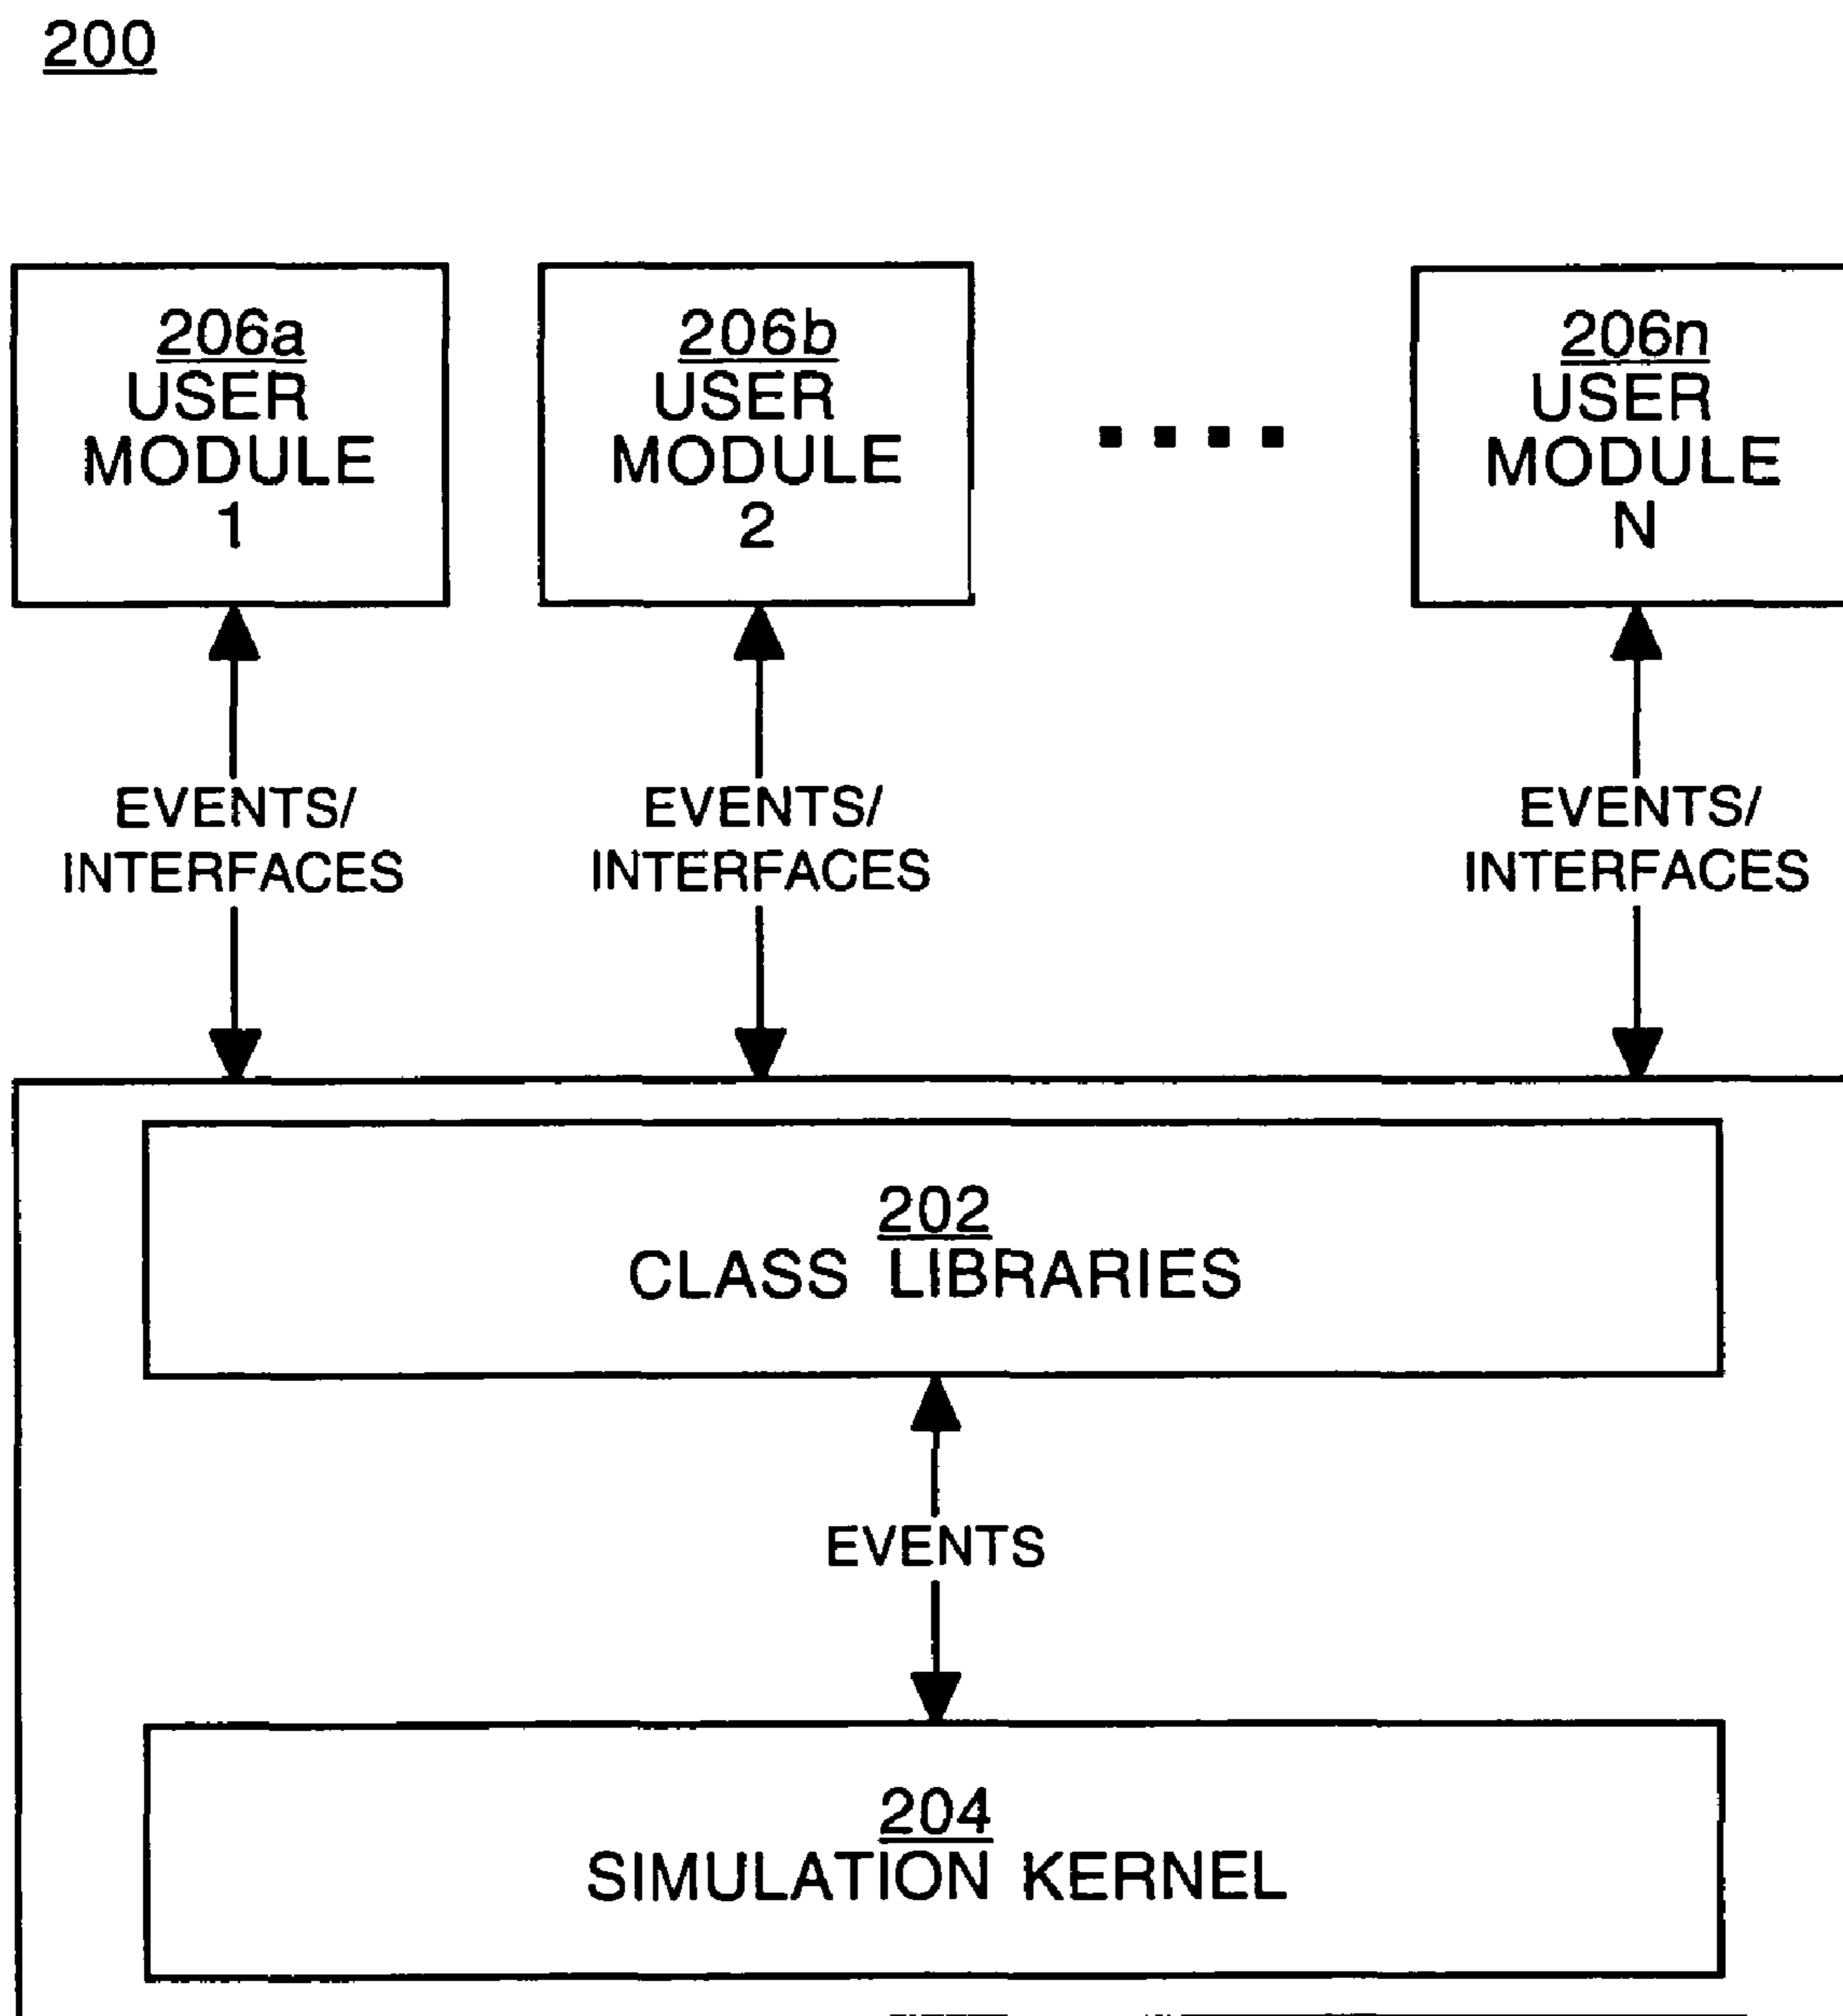 200
206a
USER
MODULE
1
206b
USER
MODULE
2
206n
USER
MODULE
N
EVENTS/
INTERFACES
EVENTS/
INTERFACES
EVENTS/
INTERFACES
202
CLASS LIBRARIES
EVENTS
204
SIMULATION KERNEL